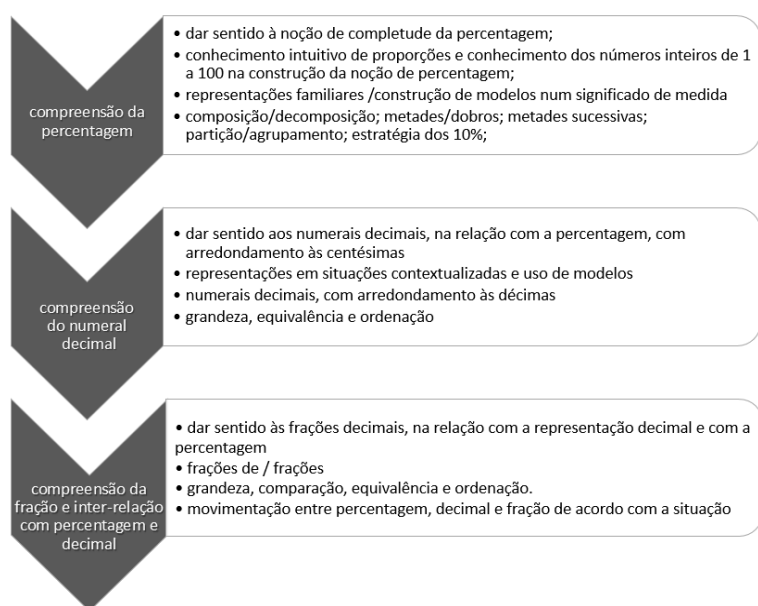 compreensão da
percentagem
• dar sentido à noção de completude da percentagem;
• conhecimento intuitivo de proporções e conhecimento dos números inteiros de 1
a 100 na construção da noção de percentagem;
• representações familiares /construção de modelos num significado de medida
• composição/decomposição; metades/dobros; metades sucessivas;
partição/agrupamento; estratégia dos 10%;
compreensão
do numeral
decimal
• dar sentido aos numerais decimais, na relação com a percentagem, com
arredondamento às centésimas
• representações em situações contextualizadas e uso de modelos
• numerais decimais, com arredondamento às décimas
• grandeza, equivalência e ordenação
compreensão da
fração e inter-relação
com percentagem e
decimal
• dar sentido às frações decimais, na relação com a representação decimal e com a
percentagem
• frações de / frações
• grandeza, comparação, equivalência e ordenação.
• movimentação entre percentagem, decimal e fração de acordo com a situação